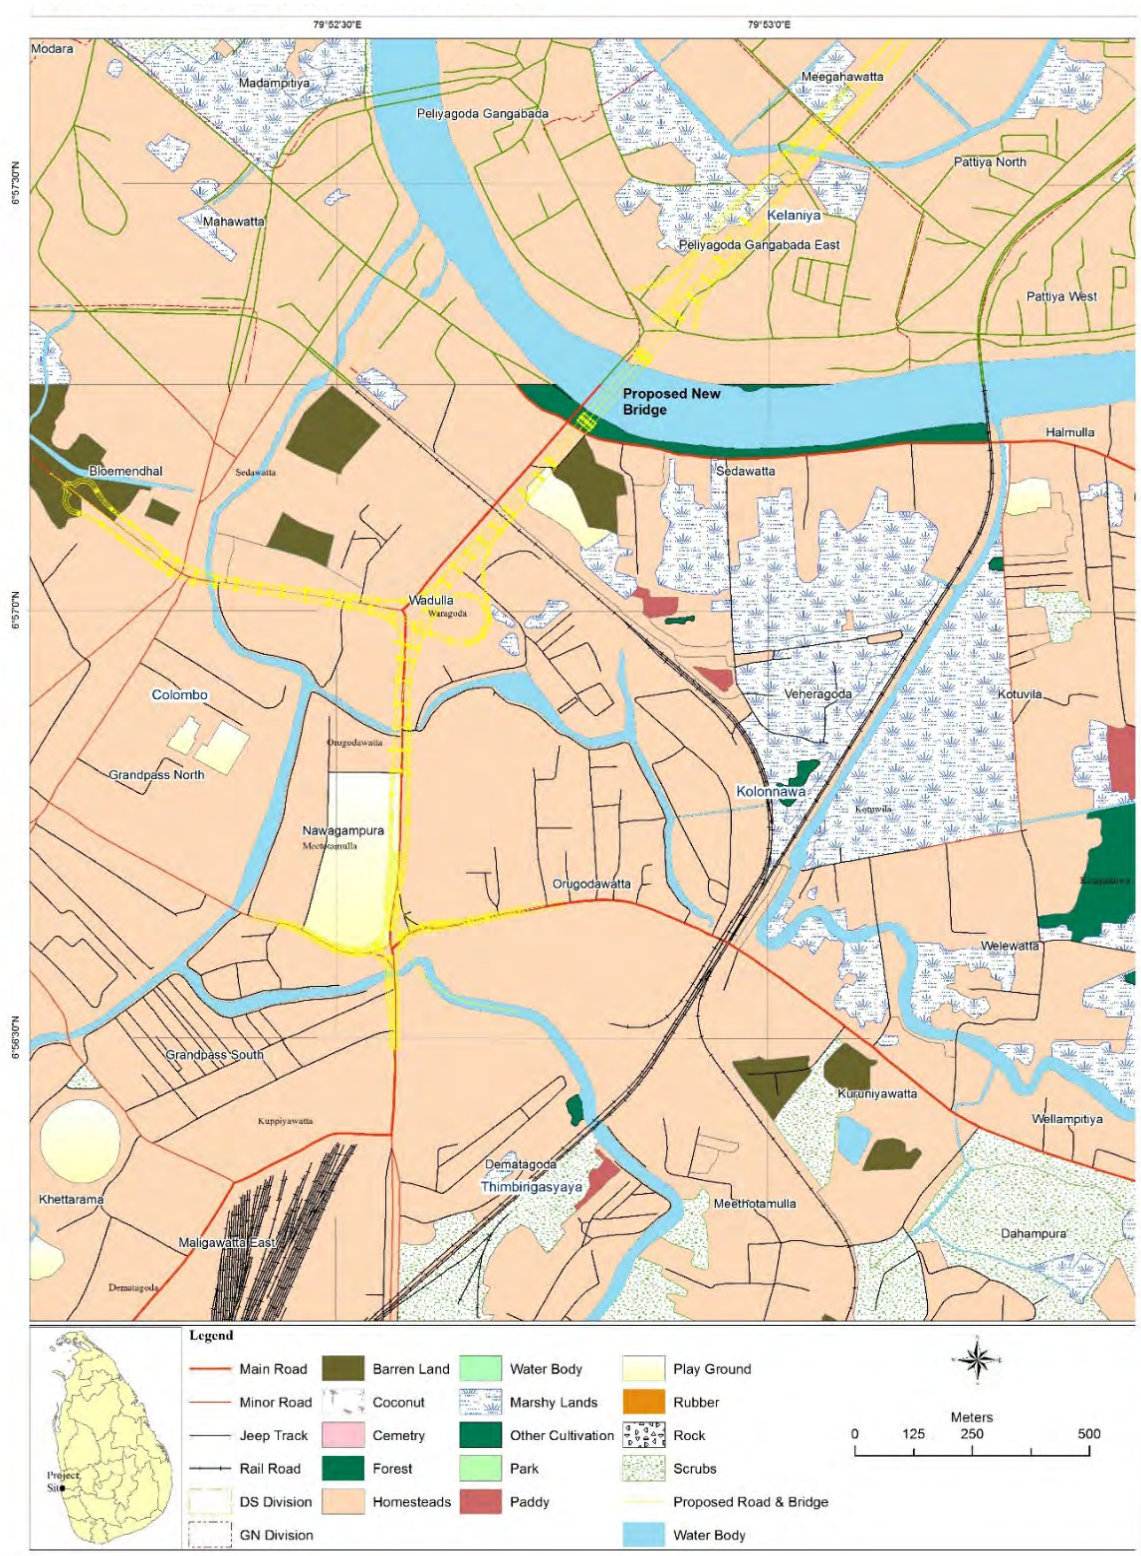 79°52'30"E
79°53'0"E
Modara
Madampitiya
Meegahawatta
Peliyagoda Gangabada
Pattiya North
6°57'30"N
Mahawatta
Kelaniya
Peliyagoda Gangabada East
Pattiya West
Proposed New
Bridge
Halmulla
Bloemendhal
Sedawatta
Sedawatta
6°57'0"N
Wadulla
Waragoda
Colombo
Veheragoda
Kotuvila
Orugodawatta
Grandpass North
Kolonnawa
Kotuvila
Nawagampura
Meetotamulla
Orugodawatta
Welewatta
6°56'30"N
Grandpass South
Kuruniyawatta
Kuppiyawatta
Wellampitiya
Dematagoda
Thimbirigasyaya
Khettarama
Meethotamulla
Maligawatta East
Dahampura
Dematagoda
Legend
Main Road
Barren Land
Water Body
Play Ground
Minor Road
Coconut
Marshy Lands
Rubber
Meters
Jeep Track
Cemetry
Other Cultivation
Rock
0 125 250 500
Rail Road
Forest
Park
Scrubs
Project
Site
DS Division
Homesteads
Paddy
Proposed Road & Bridge
GN Division
Water Body